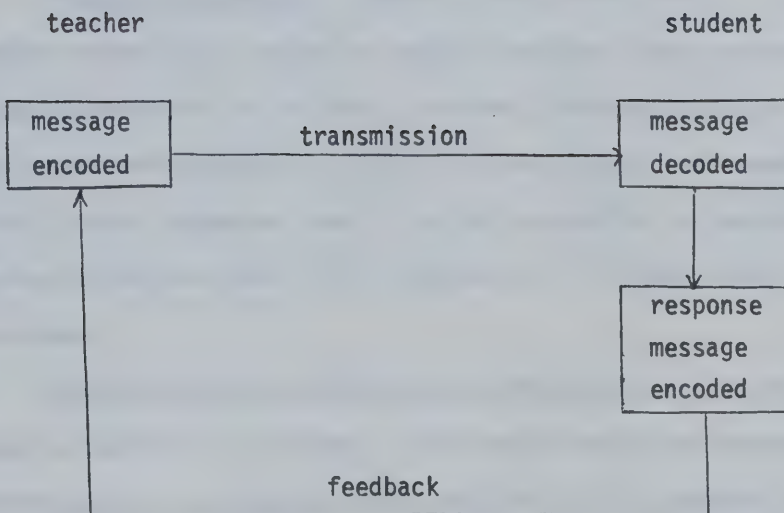 teacher
student
message
encoded
transmission
message
decoded
response
message
encoded
feedback